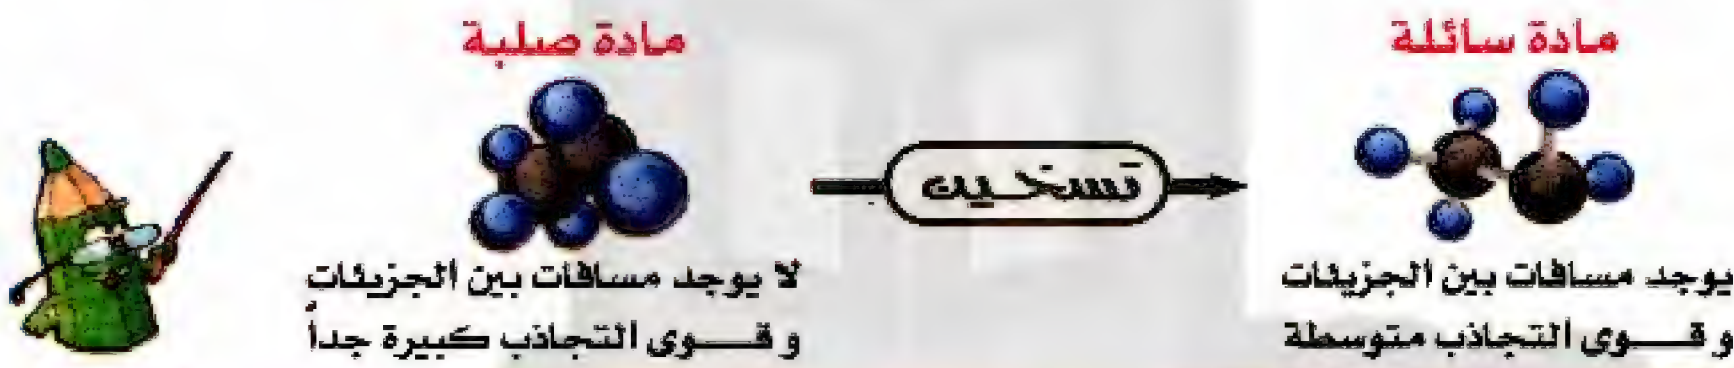 مادة صلبة
مادة سائلة
تسخين
لا يوجد مسافات بين الجزيئات
و قوى التجاذب كبيرة جداً
يوجد مسافات بين الجزيئات
و قوى التجاذب متوسطة